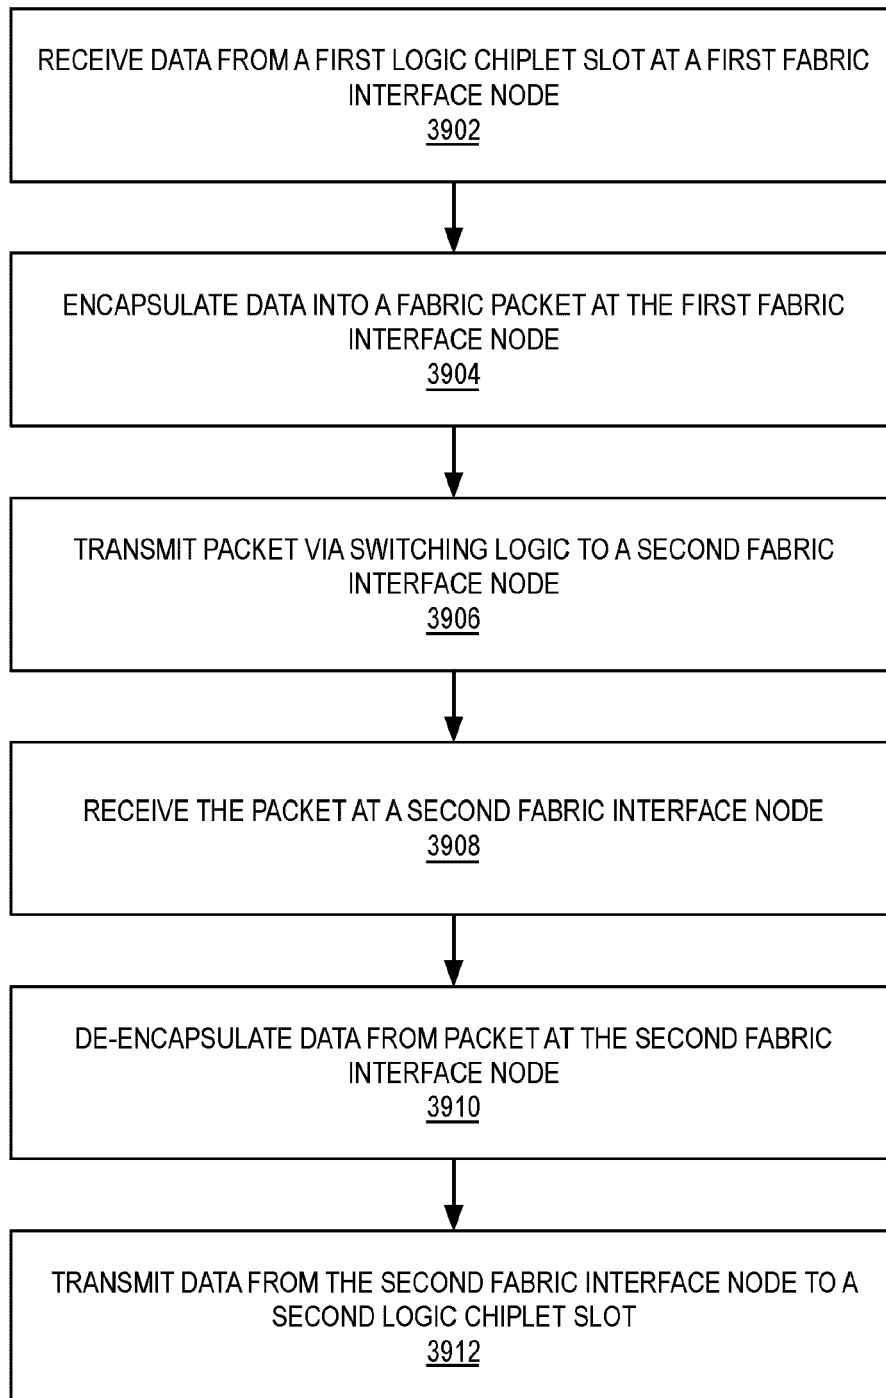 RECEIVE DATA FROM A FIRST LOGIC CHIPLET SLOT AT A FIRST FABRIC
INTERFACE NODE
3902
ENCAPSULATE DATA INTO A FABRIC PACKET AT THE FIRST FABRIC
INTERFACE NODE
3904
TRANSMIT PACKET VIA SWITCHING LOGIC TO A SECOND FABRIC
INTERFACE NODE
3906
RECEIVE THE PACKET AT A SECOND FABRIC INTERFACE NODE
3908
DE-ENCAPSULATE DATA FROM PACKET AT THE SECOND FABRIC
INTERFACE NODE
3910
TRANSMIT DATA FROM THE SECOND FABRIC INTERFACE NODE TO A
SECOND LOGIC CHIPLET SLOT
3912